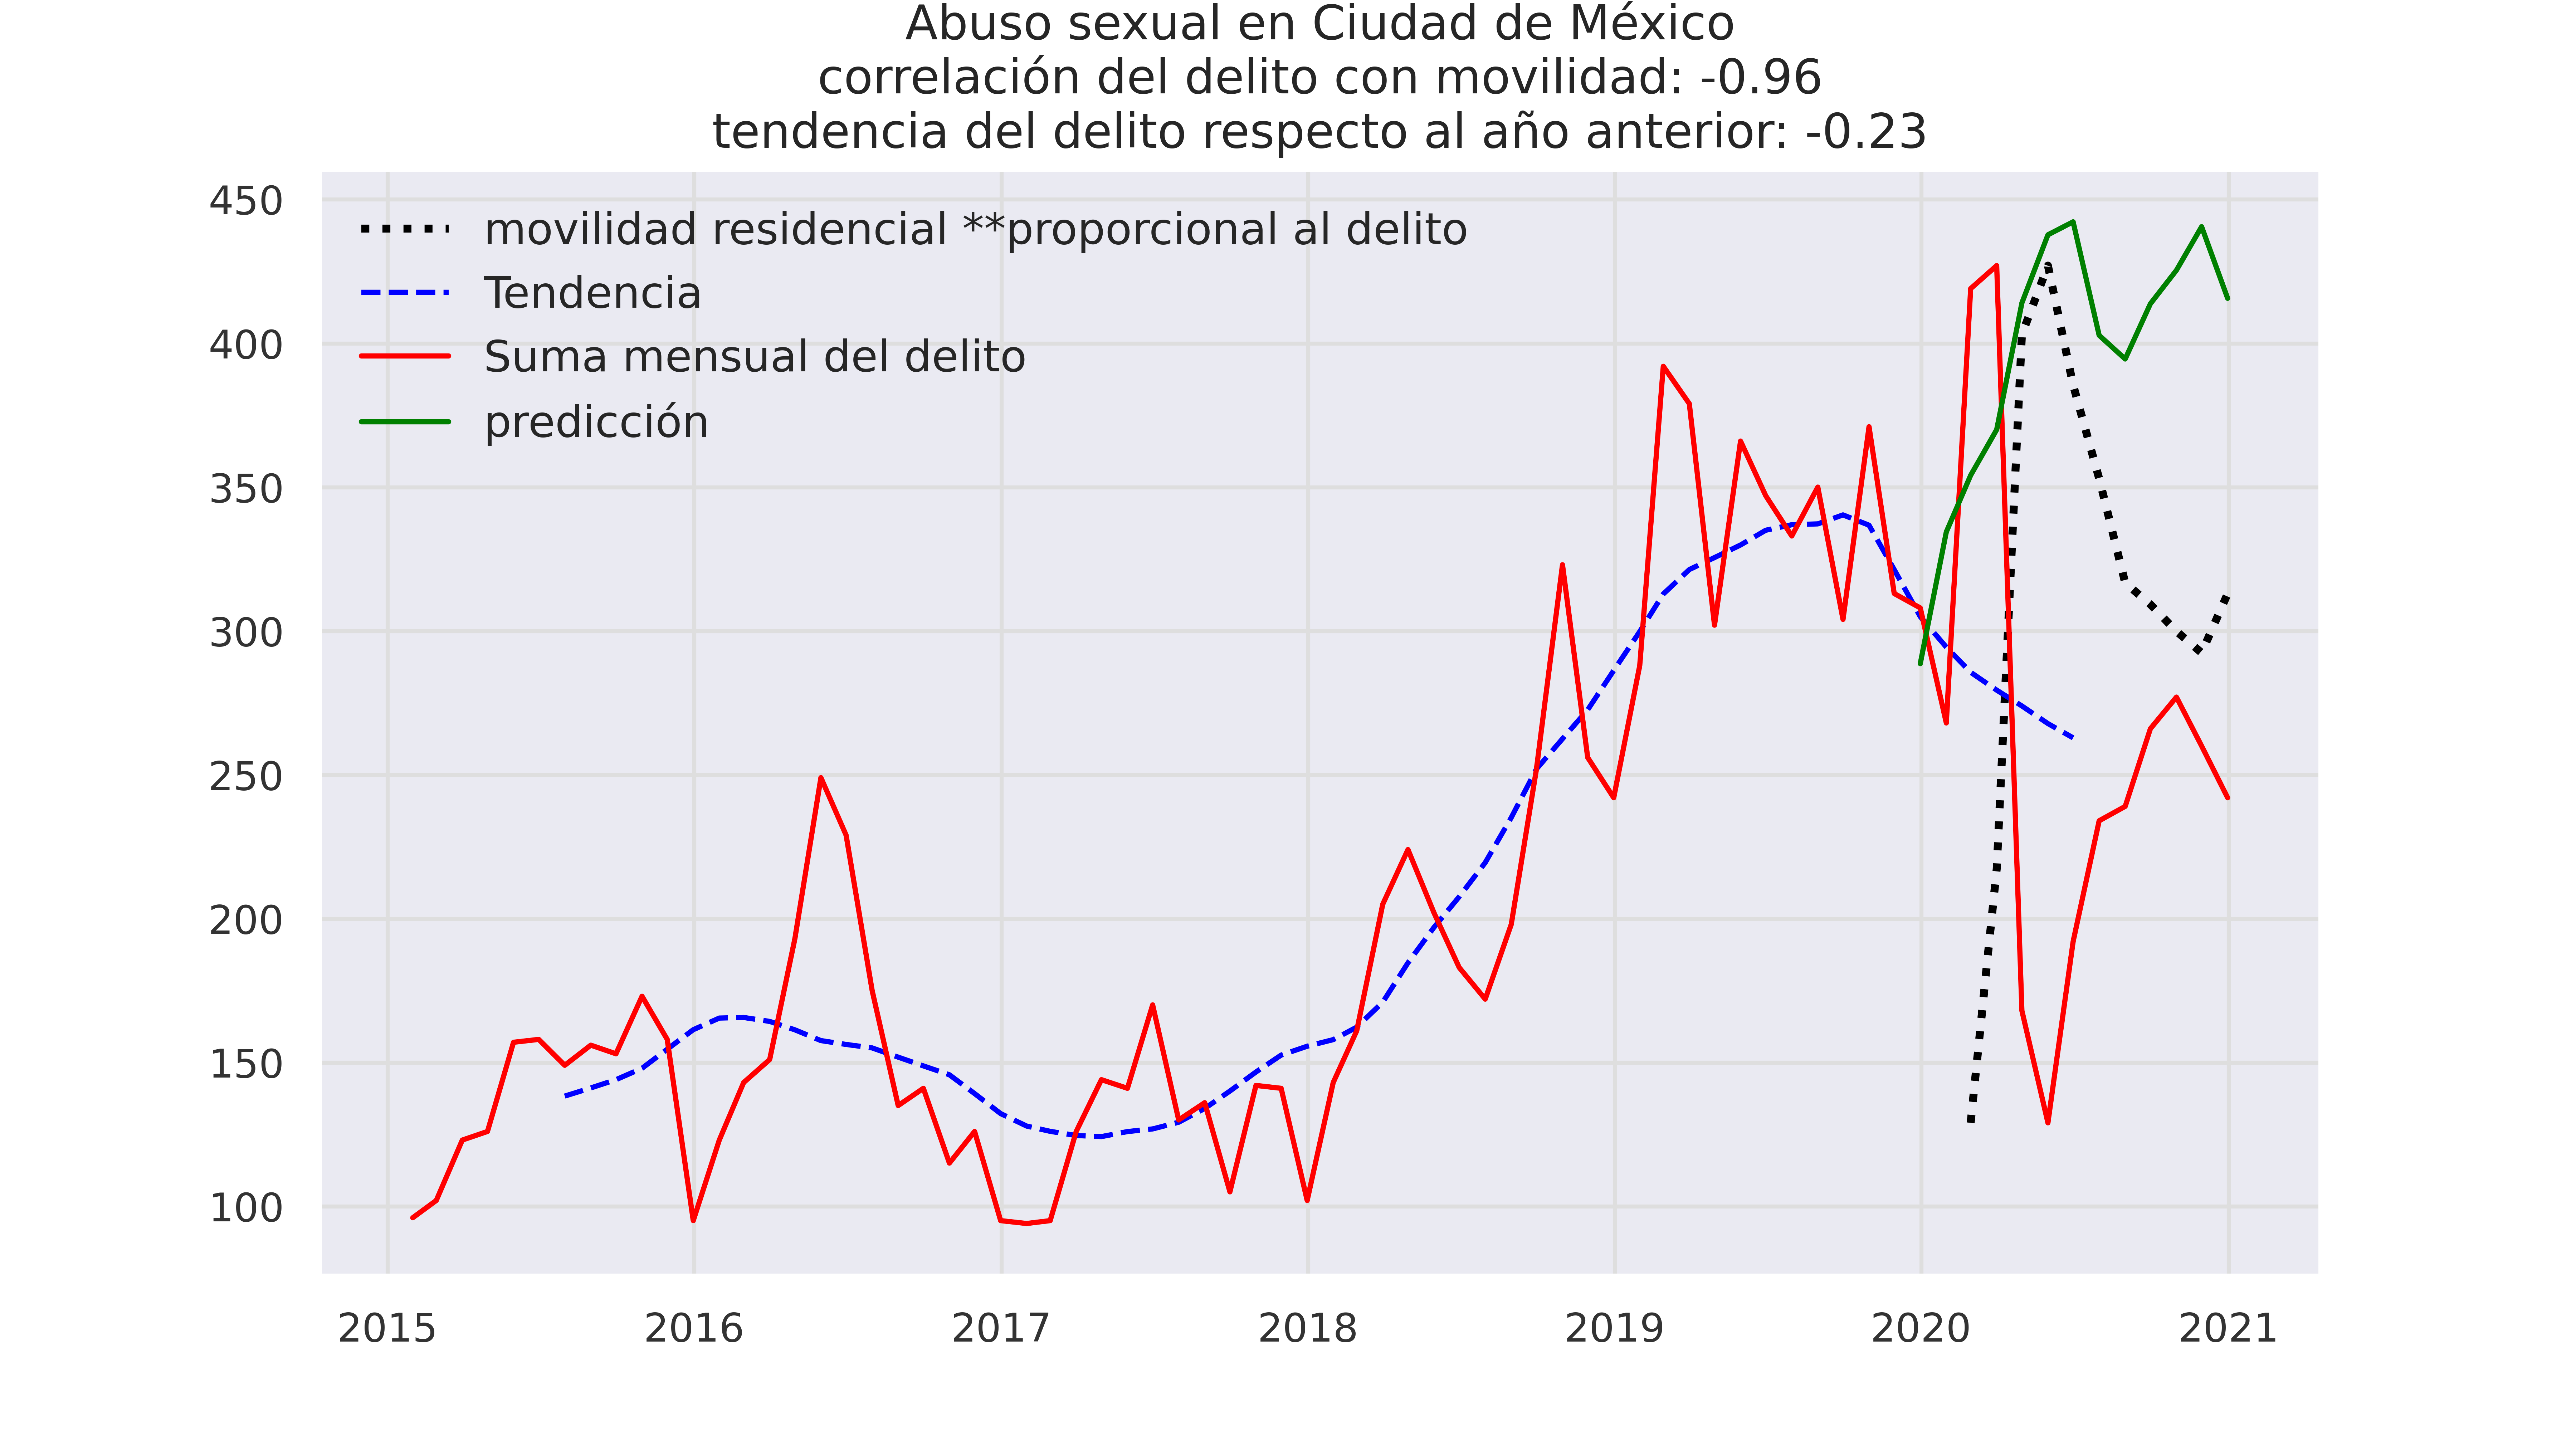 Abuso sexual en Ciudad de México
correlación del delito con movilidad: -0.96
tendencia del delito respecto al año anterior: -0.23
450
400
350
300
250
200
150
100
movilidad residencial **proporcional al delito
Tendencia
Suma mensual del delito
predicción
2015 2016 2017 2018 2019 2020 2021